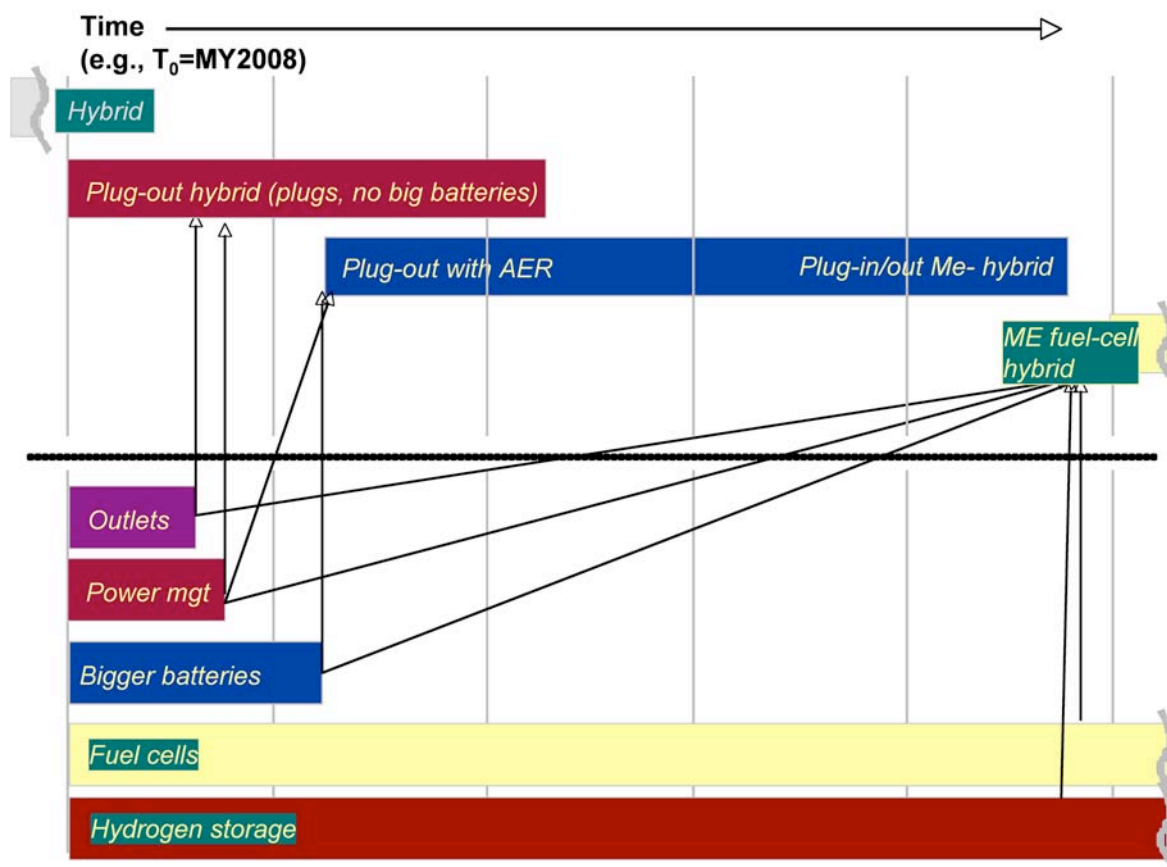 Time
(e.g., T₀=MY2008)
Hybrid
Plug-out hybrid (plugs, no big batteries)
Plug-out with AER
Plug-in/out Me- hybrid
ME fuel-cell
hybrid
Outlets
Power mgt
Bigger batteries
Fuel cells
Hydrogen storage